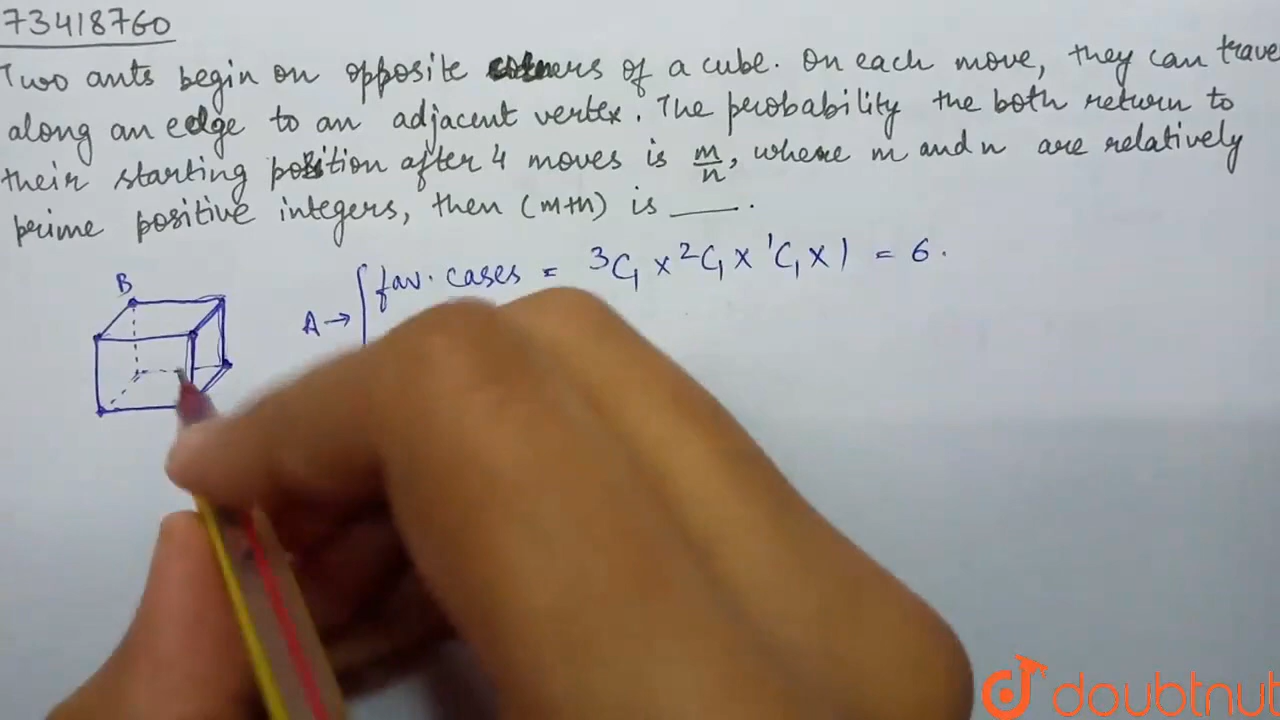 73418760
Two ants begin on opposite corners of a cube. On each move, they can trave
along an edge to an adjacent vertex. The probability the both return to
their starting position after 4 moves is m/n, where m and n are relatively
prime positive integers, then (m+n) is ___.
B
A → { fav. cases = ³C₁ × ²C₁ × ¹C₁ × 1 = 6.
doubtnut